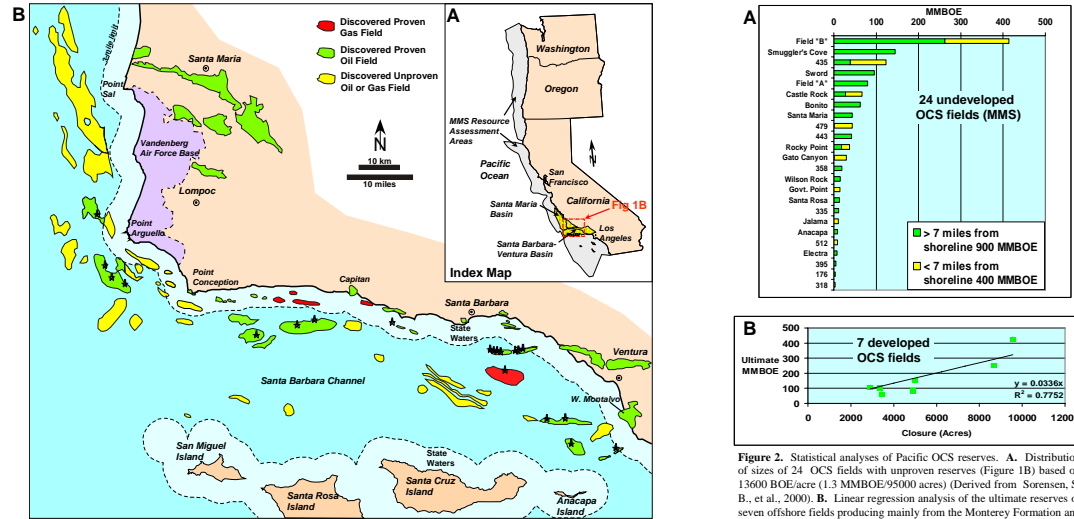 B
Discovered Proven
Gas Field
Discovered Proven
Oil Field
Discovered Unproven
Oil or Gas Field
N
10 km
10 miles
3 mile limit
Santa Maria
Point
Sal
Vandenberg
Air Force Base
Lompoc
Point
Arguello
Point
Conception
Capitan
Santa Barbara
State
Waters
Ventura
Santa Barbara Channel
W. Montalvo
San Miguel
Island
State
Waters
Santa Rosa
Island
Santa Cruz
Island
Anacapa
Island
A
Washington
Oregon
MMS Resource
Assessment
Areas
N
Pacific
Ocean
San
Francisco
California
Santa Maria
Basin
Fig 1B
Los
Angeles
Santa Barbara-
Ventura Basin
Index Map
A
MMBOE
0 100 200 300 400 500
Field "B"
Smuggler's Cove
435
Sword
Field "A"
Castle Rock
Bonito
Santa Maria
479
443
Rocky Point
Gato Canyon
358
Wilson Rock
Govt. Point
Santa Rosa
335
Jalama
Anacapa
512
Electra
395
176
318
24 undeveloped
OCS fields (MMS)
> 7 miles from
shoreline 900 MMBOE
< 7 miles from
shoreline 400 MMBOE
B
500
400
300
200
100
0
Ultimate
MMBOE
7 developed
OCS fields
y = 0.0336x
R² = 0.7752
0 2000 4000 6000 8000 10000 1200
Closure (Acres)
Figure 2. Statistical analyses of Pacific OCS reserves. A. Distributio
of sizes of 24 OCS fields with unproven reserves (Figure 1B) based o
13600 BOE/acre (1.3 MMBOE/95000 acres) (Derived from Sorensen, S
B., et al., 2000). B. Linear regression analysis of the ultimate reserves o
seven offshore fields producing mainly from the Monterey Formation an